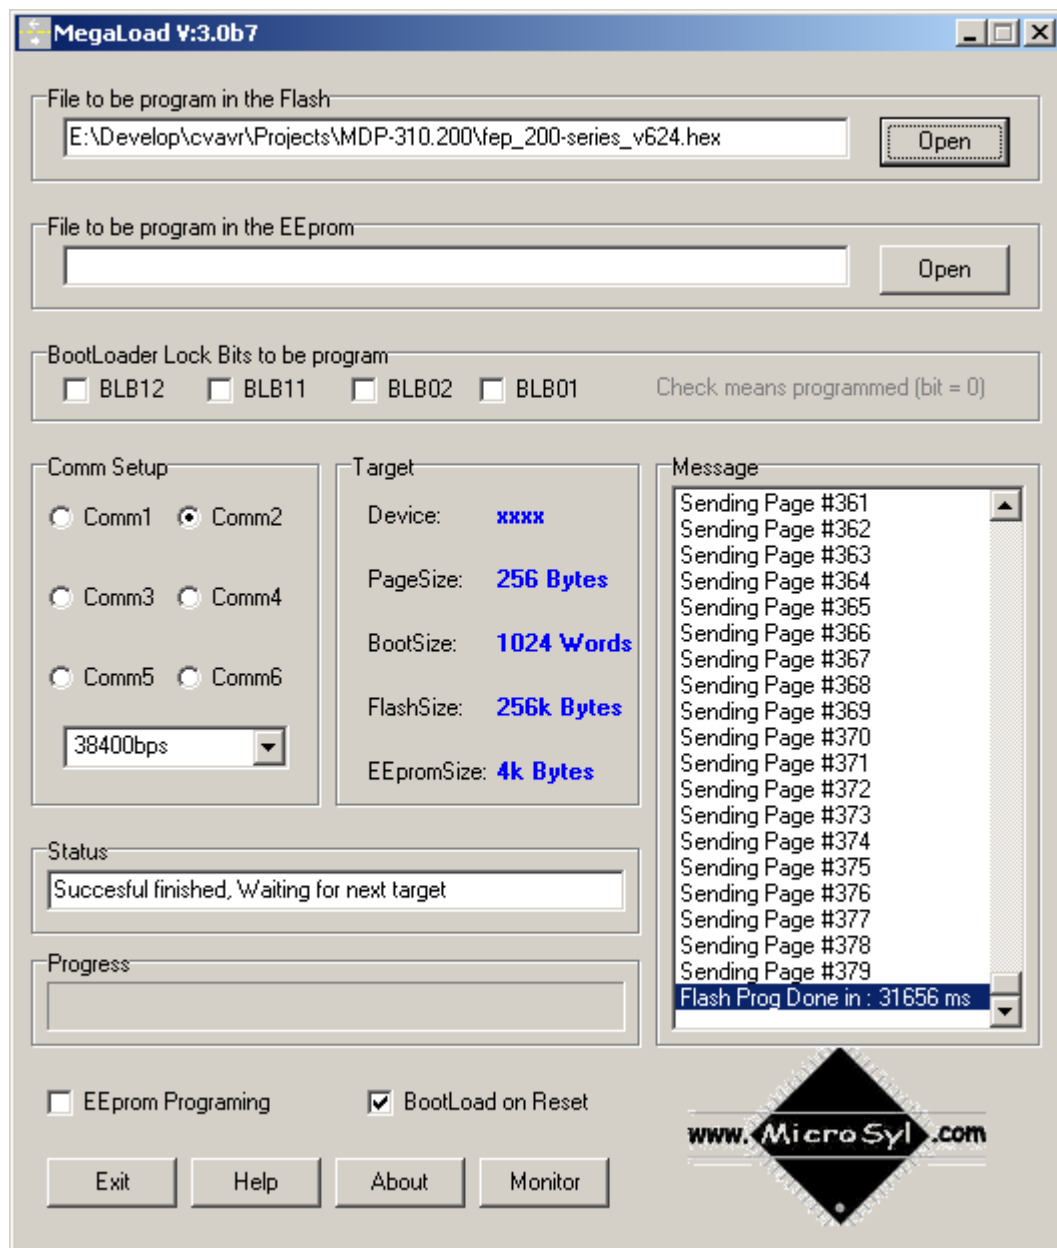 MegaLoad V:3.0b7
File to be program in the Flash
E:\Develop\cvavr\Projects\MDP-310.200\fep_200-series_v624.hex
Open
File to be program in the EEprom
Open
BootLoader Lock Bits to be program
BLB12 BLB11 BLB02 BLB01 Check means programmed (bit = 0)
Comm Setup
Comm1 Comm2
Comm3 Comm4
Comm5 Comm6
38400bps
Target
Device: xxxx
PageSize: 256 Bytes
BootSize: 1024 Words
FlashSize: 256k Bytes
EEpromSize: 4k Bytes
Message
Sending Page #361
Sending Page #362
Sending Page #363
Sending Page #364
Sending Page #365
Sending Page #366
Sending Page #367
Sending Page #368
Sending Page #369
Sending Page #370
Sending Page #371
Sending Page #372
Sending Page #373
Sending Page #374
Sending Page #375
Sending Page #376
Sending Page #377
Sending Page #378
Sending Page #379
Flash Prog Done in : 31656 ms
Status
Succesful finished, Waiting for next target
Progress
EEprom Programing BootLoad on Reset
Exit Help About Monitor
www.MicroSyl.com